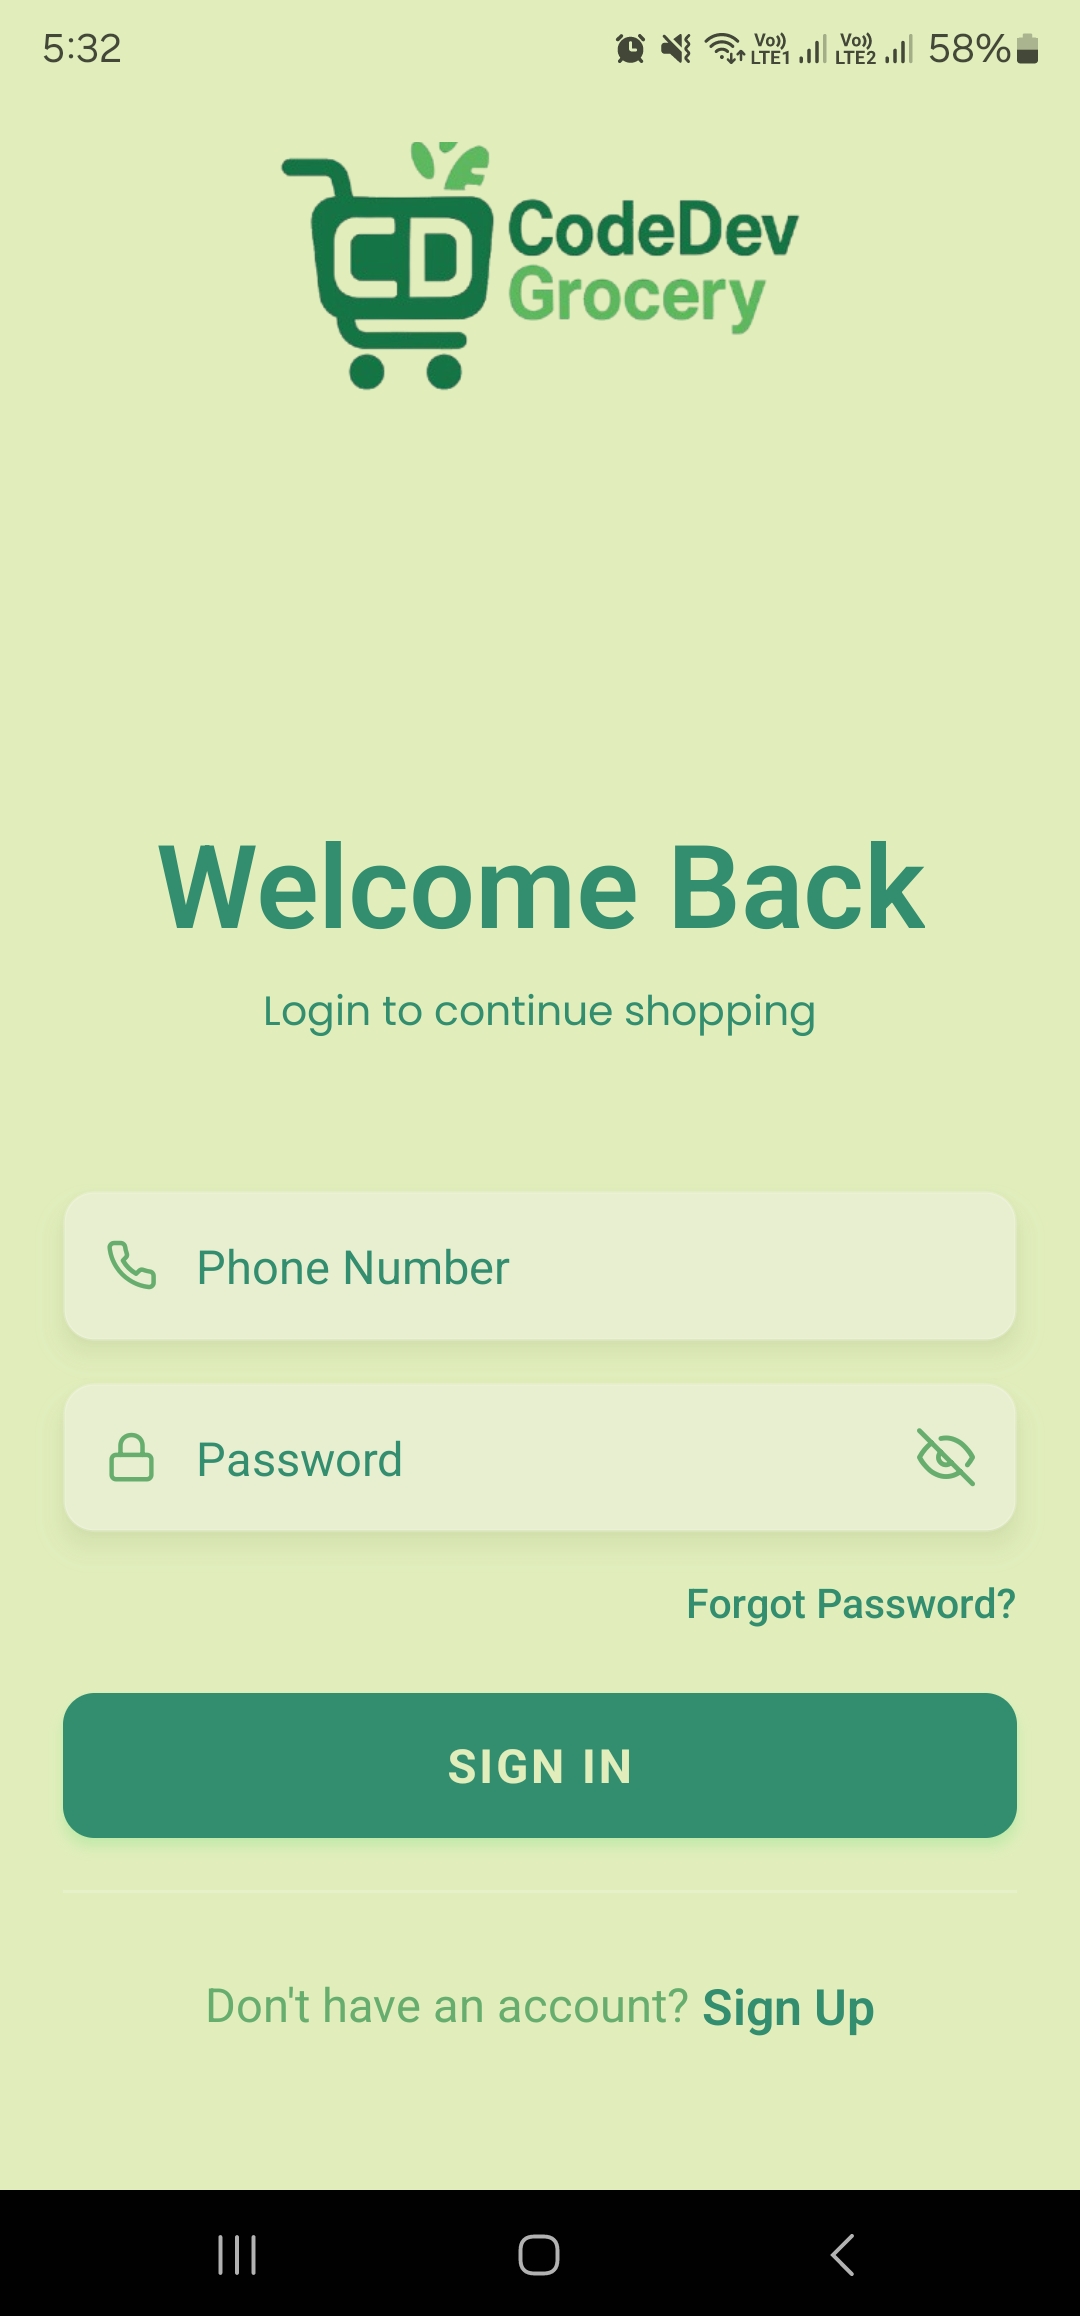 5:32 Vo)) LTE1 Vo)) LTE2 58%
CD
CodeDev
Grocery
Welcome Back
Login to continue shopping
Phone Number
Password
Forgot Password?
SIGN IN
Don't have an account? Sign Up